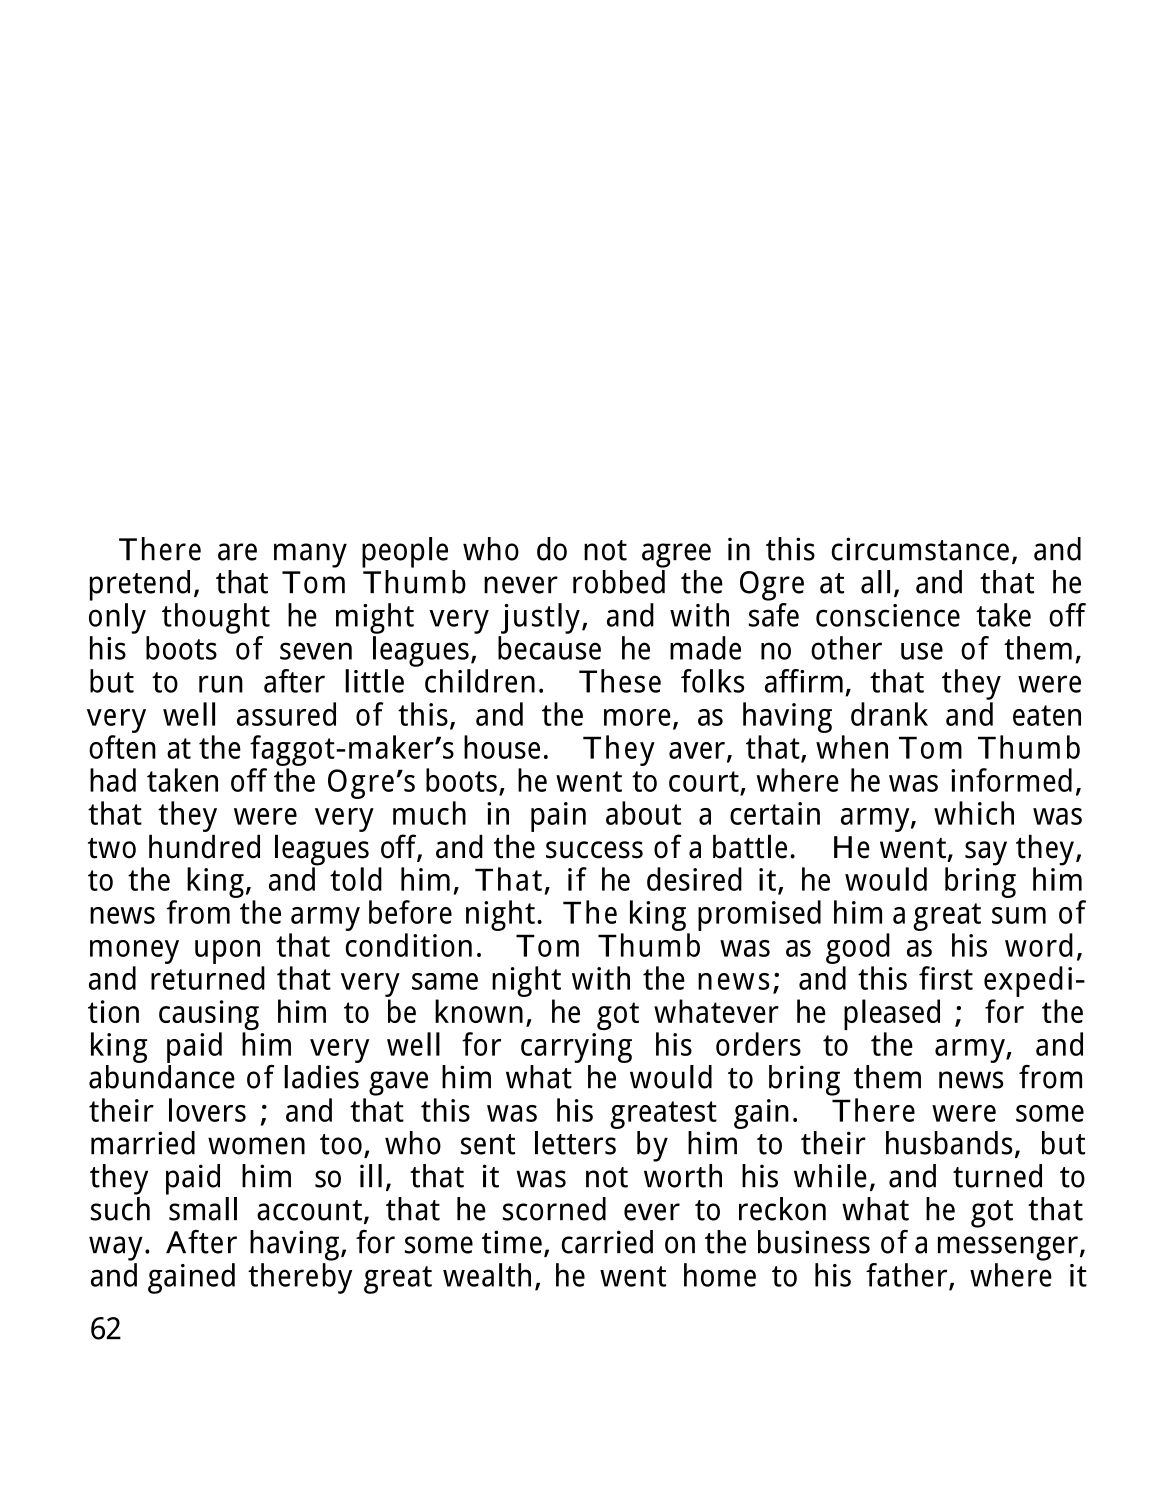 There are many people who do not agree in this circumstance, and
pretend, that Tom Thumb never robbed the Ogre at all, and that he
only thought he might very justly, and with safe conscience take off
his boots of seven leagues, because he made no other use of them,
but to run after little children. These folks affirm, that they were
very well assured of this, and the more, as having drank and eaten
often at the faggot-maker’s house. They aver, that, when Tom Thumb
had taken off the Ogre’s boots, he went to court, where he was informed,
that they were very much in pain about a certain army, which was
two hundred leagues off, and the success of a battle. He went, say they,
to the king, and told him, That, if he desired it, he would bring him
news from the army before night. The king promised him a great sum of
money upon that condition. Tom Thumb was as good as his word,
and returned that very same night with the news; and this first expedi-
tion causing him to be known, he got whatever he pleased ; for the
king paid him very well for carrying his orders to the army, and
abundance of ladies gave him what he would to bring them news from
their lovers ; and that this was his greatest gain. There were some
married women too, who sent letters by him to their husbands, but
they paid him so ill, that it was not worth his while, and turned to
such small account, that he scorned ever to reckon what he got that
way. After having, for some time, carried on the business of a messenger,
and gained thereby great wealth, he went home to his father, where it
62